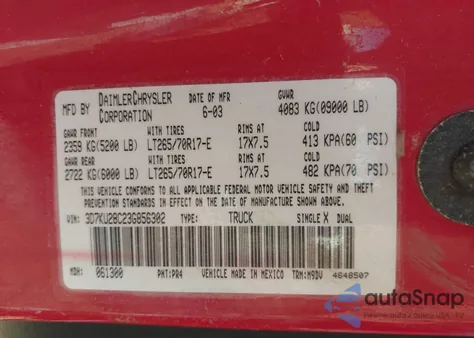 MFD BY DAIMLERCHRYSLER CORPORATION DATE OF MFR 6-03 GVWR 4083 KG(09000 LB)
GAWR FRONT WITH TIRES RIMS AT COLD
2359 KG(5200 LB) LT265/70R17-E 17X7.5 413 KPA(60 PSI)
GAWR REAR WITH TIRES RIMS AT COLD
2722 KG(6000 LB) LT265/70R17-E 17X7.5 482 KPA(70 PSI)
THIS VEHICLE CONFORMS TO ALL APPLICABLE FEDERAL MOTOR VEHICLE SAFETY AND THEFT
PREVENTION STANDARDS IN EFFECT ON THE DATE OF MANUFACTURE SHOWN ABOVE.
VIN: 3D7KU28C23G856302 TYPE: TRUCK SINGLE X DUAL
MDH: 061300 PNT:PR4 VEHICLE MADE IN MEXICO TRM:M9DV 4648507
autoSnap